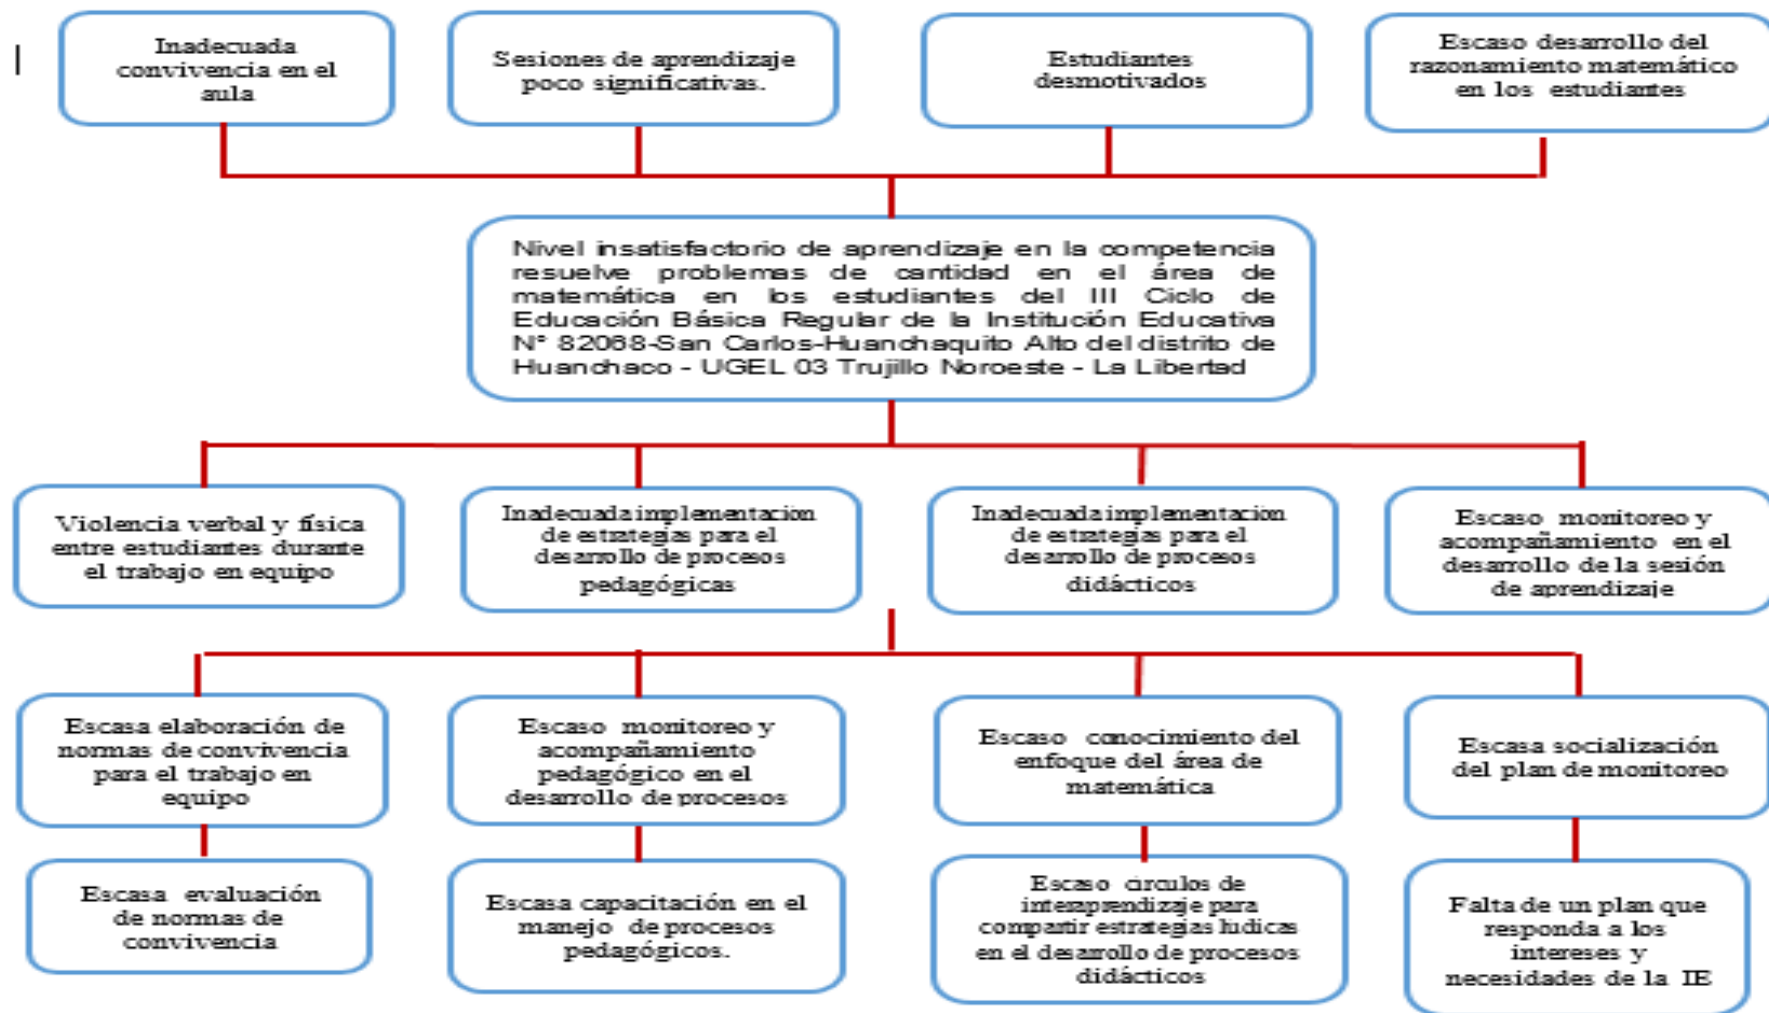 Inadecuada
convivencia en el
aula
Sesiones de aprendizaje
poco significativas.
Estudiantes
desmotivados
Escaso desarrollo del
razonamiento matemático
en los estudiantes
Nivel insatisfactorio de aprendizaje en la competencia
resuelve problemas de cantidad en el área de
matemática en los estudiantes del III Ciclo de
Educación Básica Regular de la Institución Educativa
N° 82068-San Carlos-Huanchaquito Alto del distrito de
Huanchaco - UGEL 03 Trujillo Noroeste - La Libertad
Violencia verbal y física
entre estudiantes durante
el trabajo en equipo
Inadecuada implementación
de estrategias para el
desarrollo de procesos
pedagógicas
Inadecuada implementación
de estrategias para el
desarrollo de procesos
didácticos
Escaso monitoreo y
acompañamiento en el
desarrollo de la sesión
de aprendizaje
Escasa elaboración de
normas de convivencia
para el trabajo en
equipo
Escaso monitoreo y
acompañamiento
pedagógico en el
desarrollo de procesos
Escaso conocimiento del
enfoque del área de
matemática
Escasa socialización
del plan de monitoreo
Escasa evaluación
de normas de
convivencia
Escasa capacitación en el
manejo de procesos
pedagógicos.
Escaso circulos de
interaprendizaje para
compartir estrategias lúdicas
en el desarrollo de procesos
didácticos
Falta de un plan que
responda a los
intereses y
necesidades de la IE